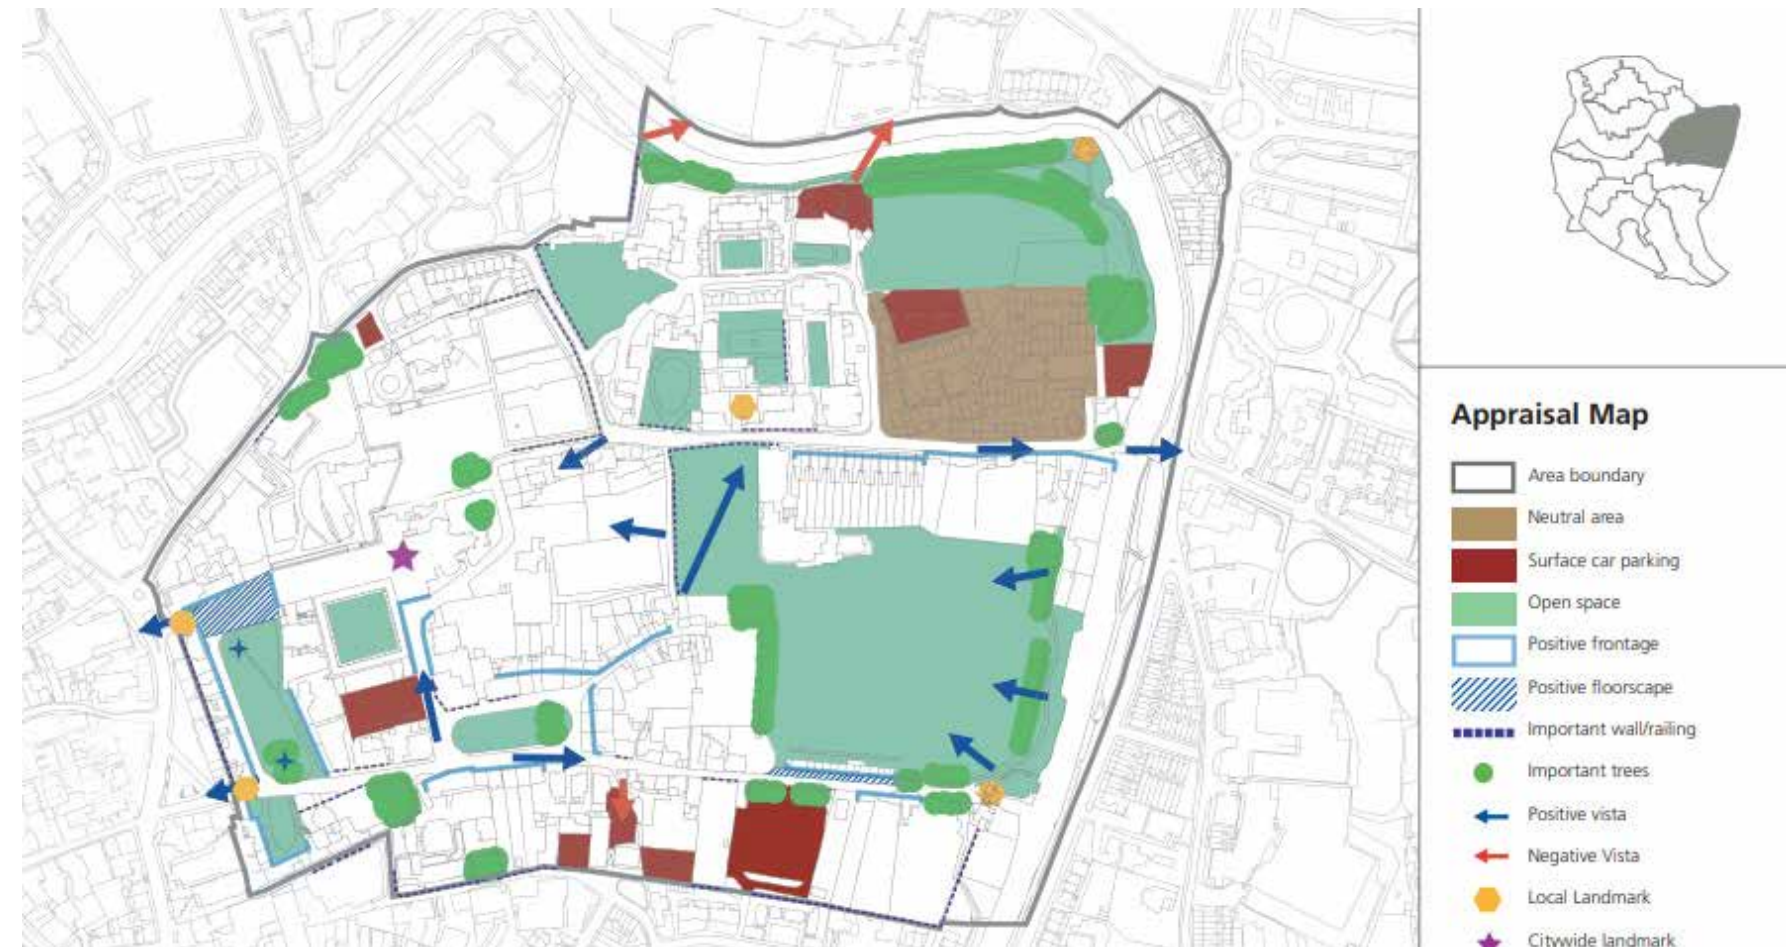 Appraisal Map
Area boundary
Neutral area
Surface car parking
Open space
Positive frontage
Positive floorscape
Important wall/railing
Important trees
Positive vista
Negative Vista
Local Landmark
Citywide landmark